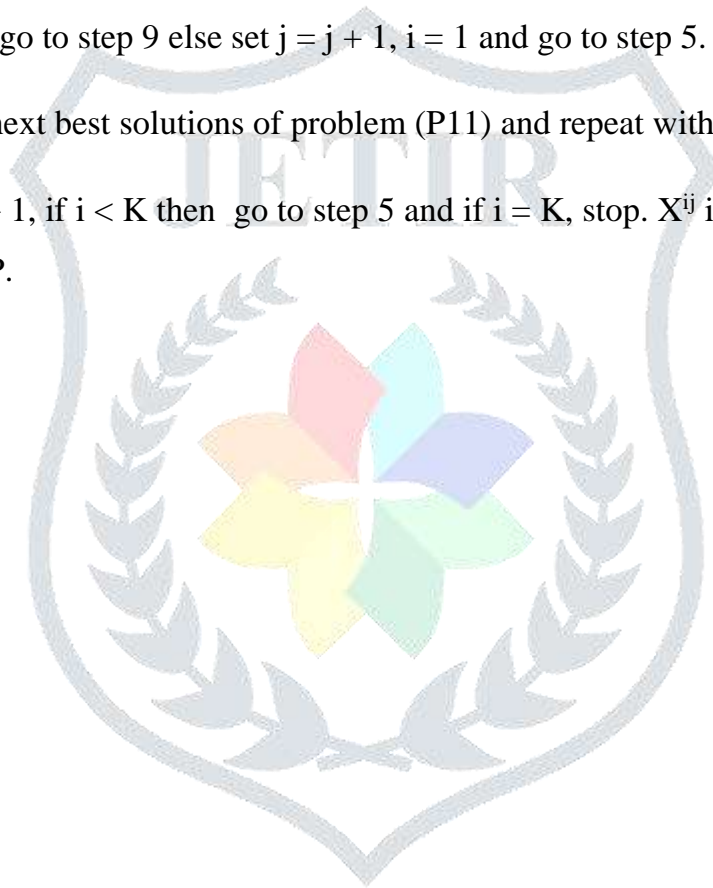 go to step 9 else set j = j + 1, i = 1 and go to step 5.
next best solutions of problem (P11) and repeat with
JETIR
1, if i < K then go to step 5 and if i = K, stop. Xⁱʲ i